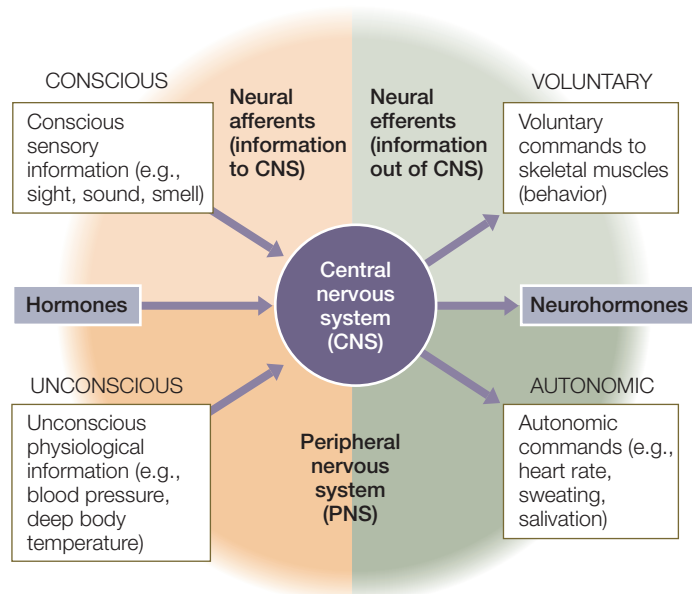 CONSCIOUS
Conscious
sensory
information (e.g.,
sight, sound, smell)
Neural
afferents
(information
to CNS)
Neural
efferents
(information
out of CNS)
VOLUNTARY
Voluntary
commands to
skeletal muscles
(behavior)
Hormones
Central
nervous
system
(CNS)
Neurohormones
UNCONSCIOUS
Unconscious
physiological
information (e.g.,
blood pressure,
deep body
temperature)
Peripheral
nervous
system
(PNS)
AUTONOMIC
Autonomic
commands (e.g.,
heart rate,
sweating,
salivation)